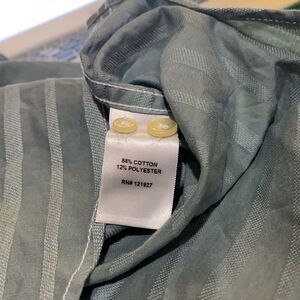 88% COTTON
12% POLYESTER
RN# 121827